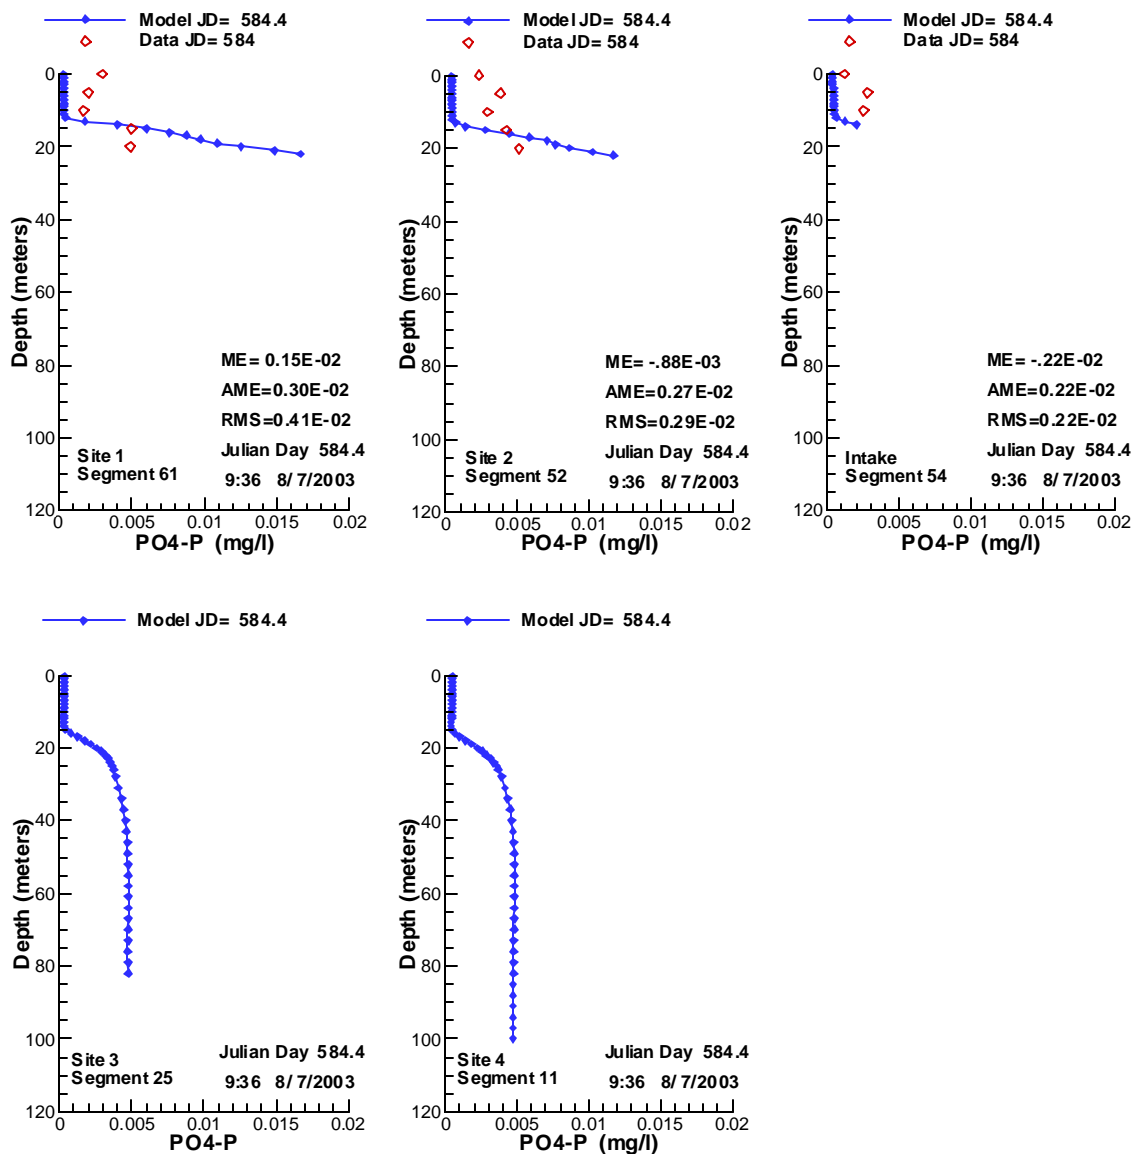 Model JD= 584.4
Data JD= 584
0
20
40
60
80
100
120
Depth (meters)
ME= 0.15E-02
AME=0.30E-02
RMS=0.41E-02
Site 1
Segment 61
Julian Day 584.4
9:36 8/7/2003
0 0.005 0.01 0.015 0.02
PO4-P (mg/l)
Model JD= 584.4
Data JD= 584
0
20
40
60
80
100
120
Depth (meters)
ME= -.88E-03
AME=0.27E-02
RMS=0.29E-02
Site 2
Segment 52
Julian Day 584.4
9:36 8/7/2003
0 0.005 0.01 0.015 0.02
PO4-P (mg/l)
Model JD= 584.4
Data JD= 584
0
20
40
60
80
100
120
Depth (meters)
ME= -.22E-02
AME=0.22E-02
RMS=0.22E-02
Intake
Segment 54
Julian Day 584.4
9:36 8/7/2003
0 0.005 0.01 0.015 0.02
PO4-P (mg/l)
Model JD= 584.4
0
20
40
60
80
100
120
Depth (meters)
Site 3
Segment 25
Julian Day 584.4
9:36 8/7/2003
0 0.005 0.01 0.015 0.02
PO4-P
Model JD= 584.4
0
20
40
60
80
100
120
Depth (meters)
Site 4
Segment 11
Julian Day 584.4
9:36 8/7/2003
0 0.005 0.01 0.015 0.02
PO4-P (mg/l)